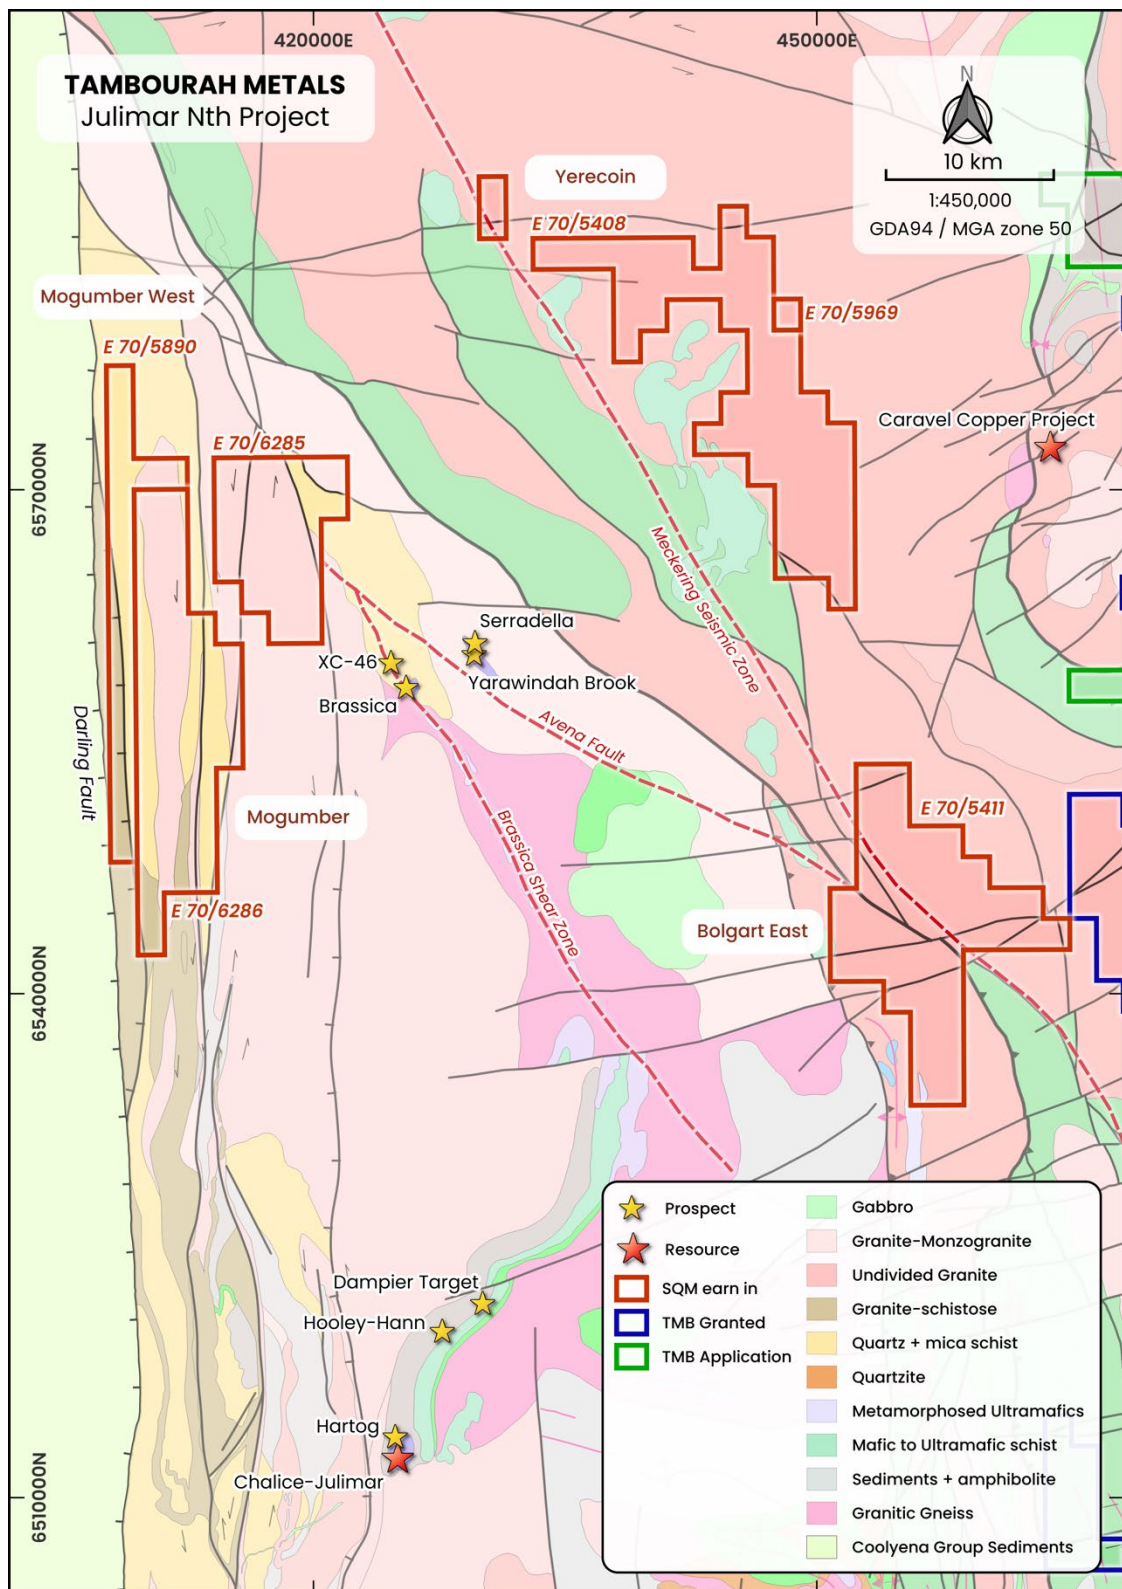 420000E
450000E
TAMBOURAH METALS
Julimar Nth Project
N
10 km
1:450,000
GDA94 / MGA zone 50
Yerecoin
E 70/5408
Mogumber West
E 70/5969
E 70/5890
Caravel Copper Project
E 70/6285
6570000N
Meckering Seismic Zone
Serradella
XC-46
Yarawindah Brook
Brassica
Darling Fault
Avena Fault
Mogumber
E 70/5411
Brassica Shear Zone
E 70/6286
Bolgart East
6540000N
Dampier Target
Hooley-Hann
Hartog
Chalice-Julimar
6510000N
Prospect
Resource
SQM earn in
TMB Granted
TMB Application
Gabbro
Granite-Monzogranite
Undivided Granite
Granite-schistose
Quartz + mica schist
Quartzite
Metamorphosed Ultramafics
Mafic to Ultramafic schist
Sediments + amphibolite
Granitic Gneiss
Coolyena Group Sediments